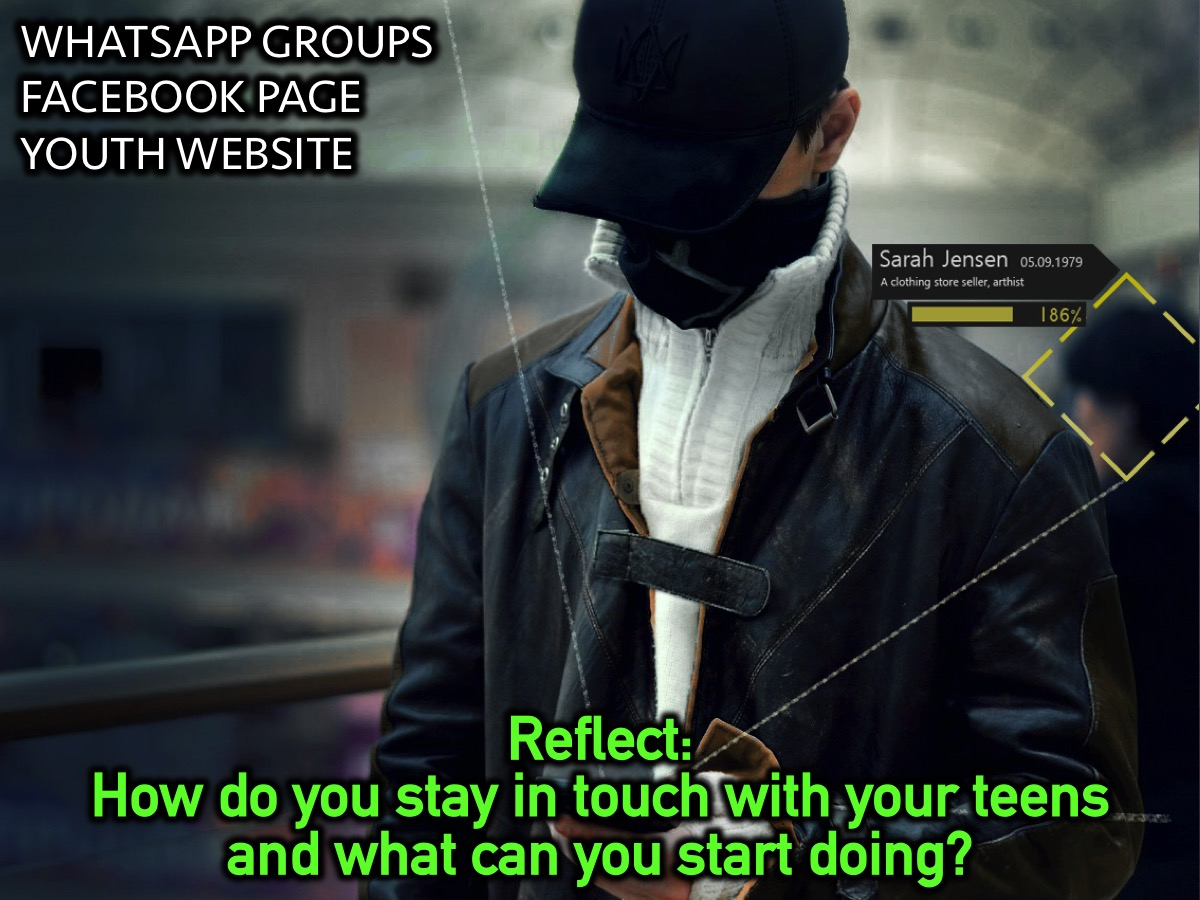 WHATSAPP GROUPS
FACEBOOK PAGE
YOUTH WEBSITE
Sarah Jensen 05.09.1979
A clothing store seller, arthist
186%
Reflect:
How do you stay in touch with your teens
and what can you start doing?